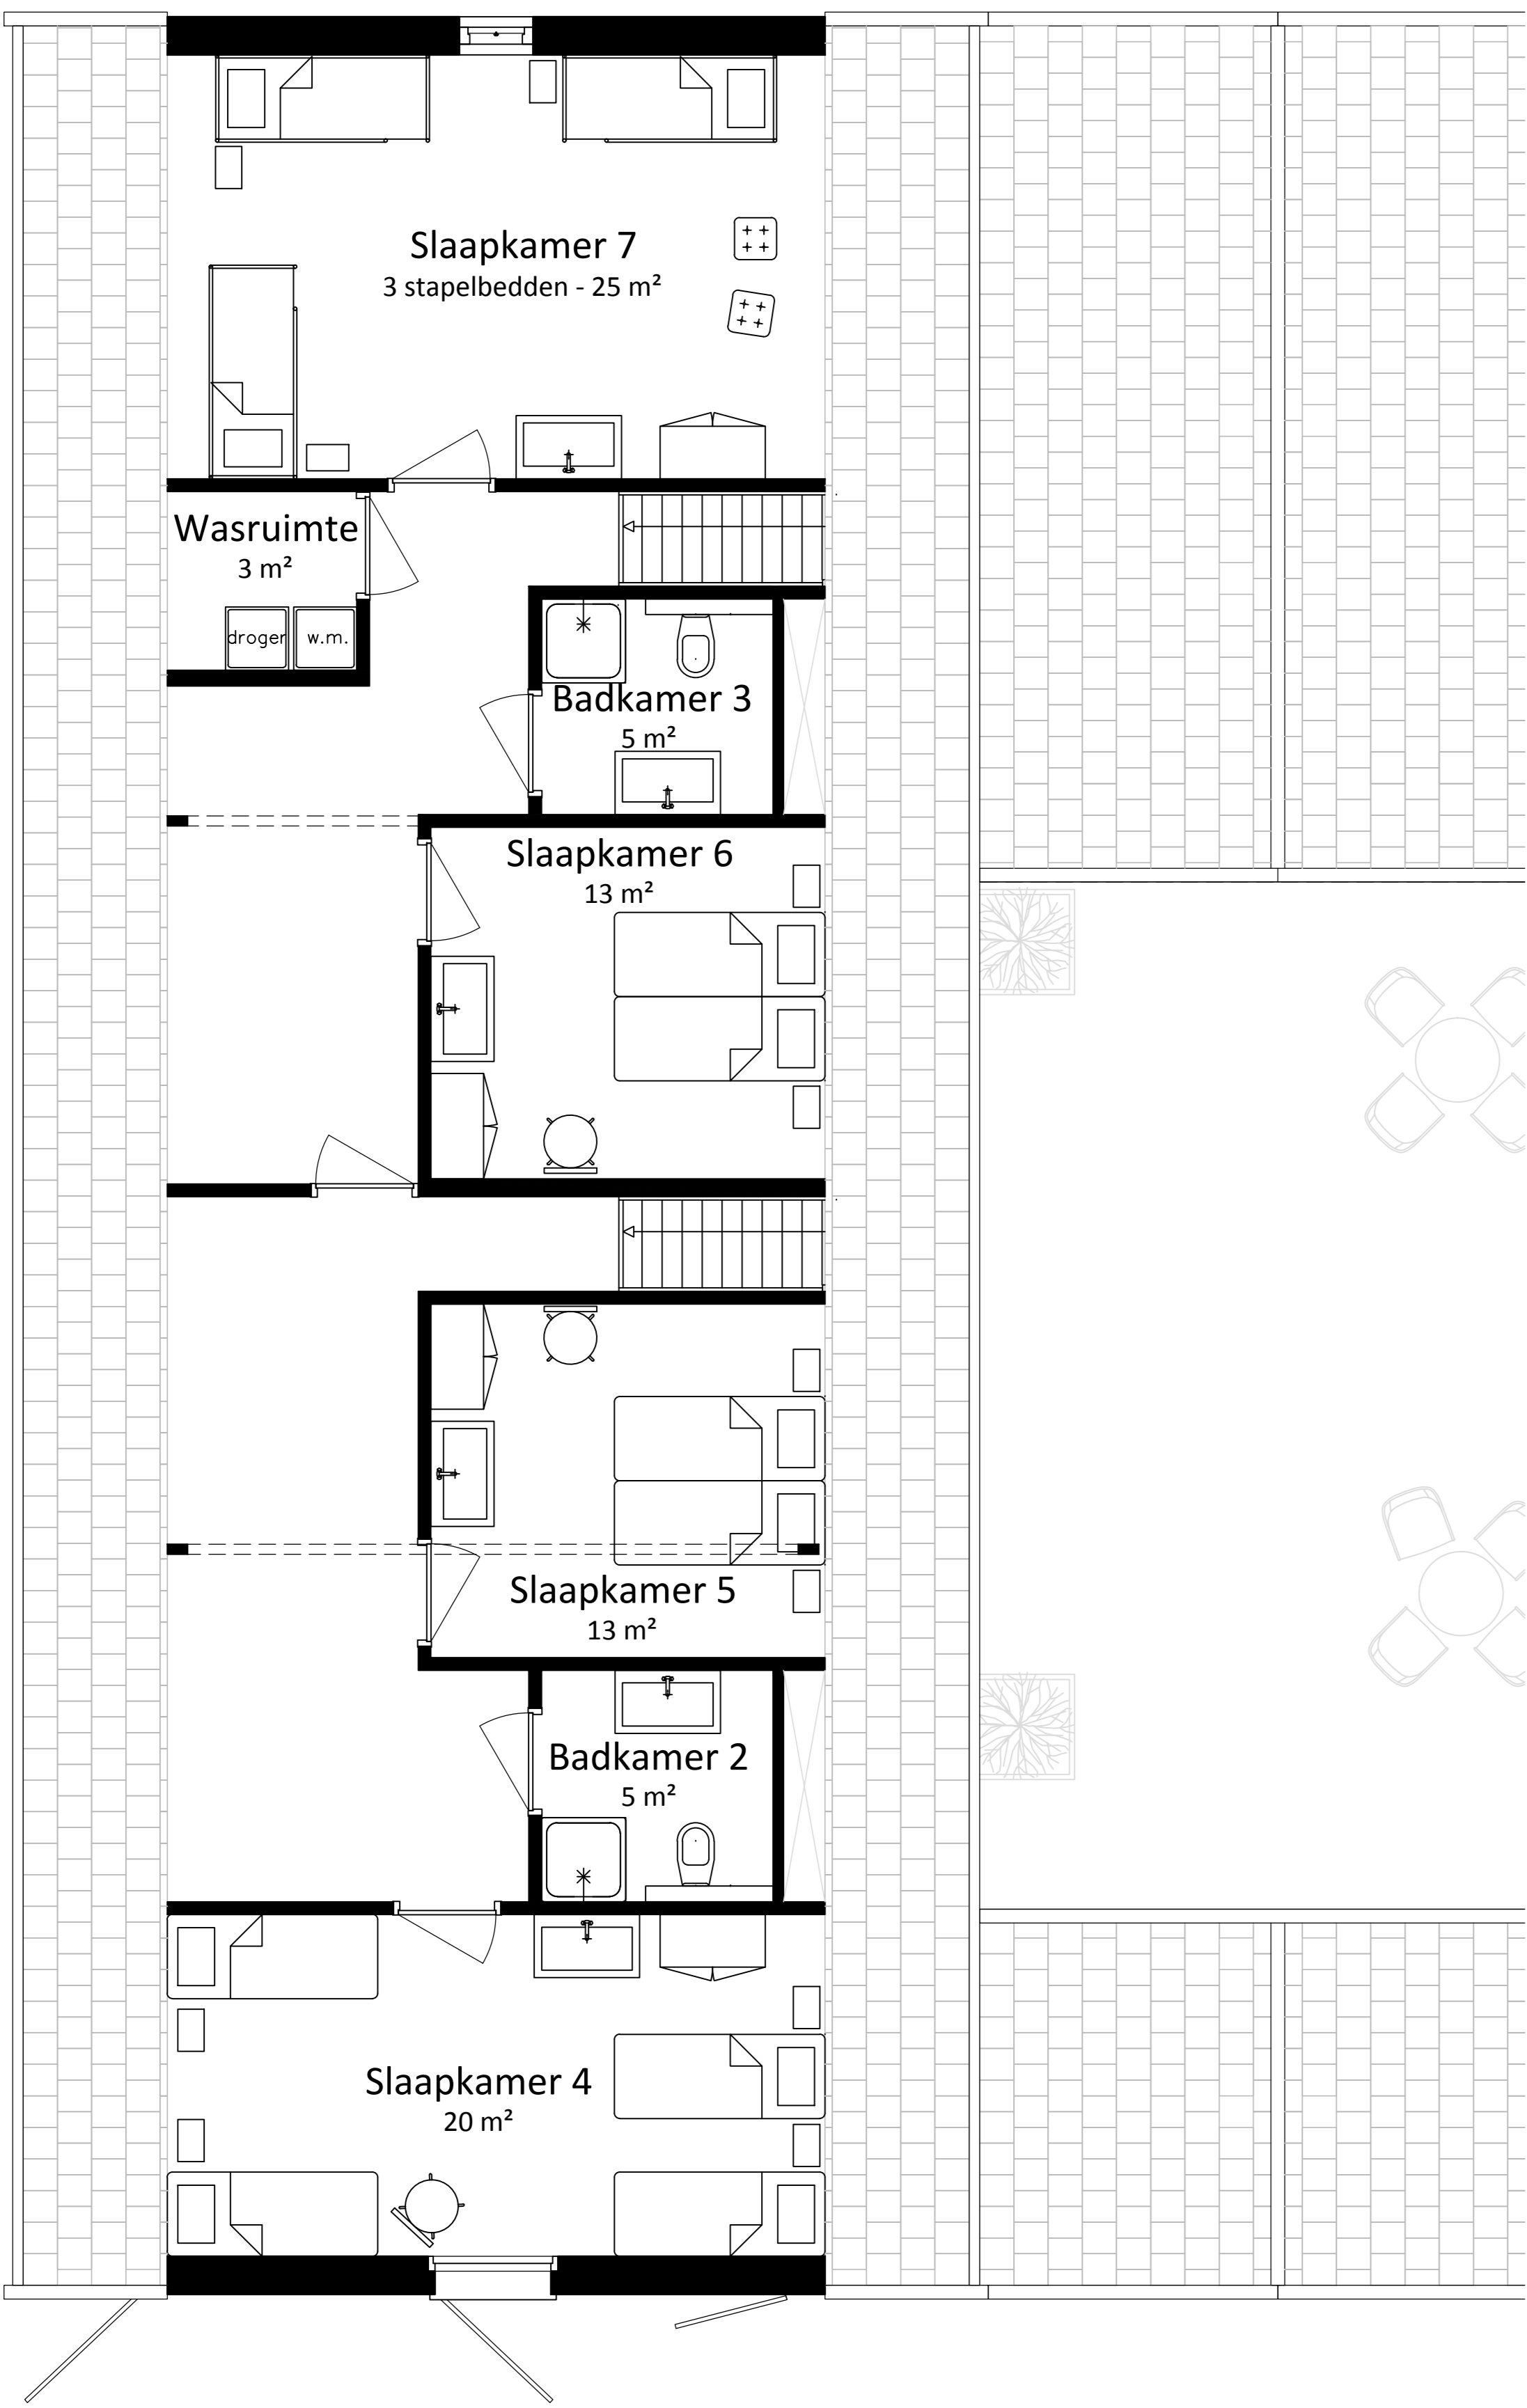 Slaapkamer 7
3 stapelbedden - 25 m²
Wasruimte
3 m²
droger
w.m.
Badkamer 3
5 m²
Slaapkamer 6
13 m²
Slaapkamer 5
13 m²
Badkamer 2
5 m²
Slaapkamer 4
20 m²